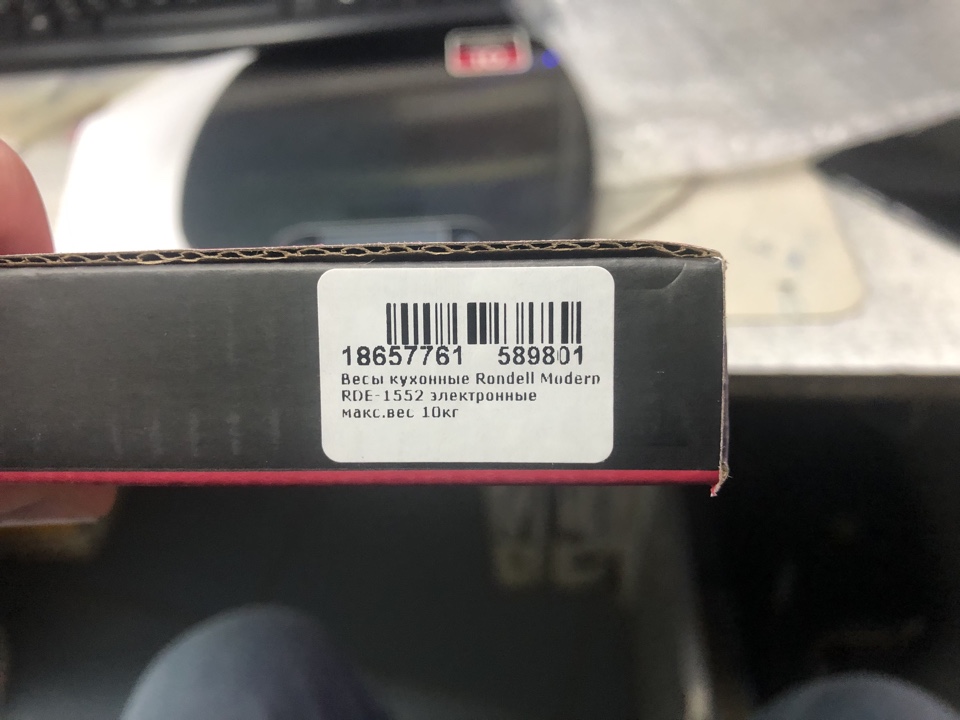 18657761 589801
Весы кухонные Rondell Modern
RDE-1552 электронные
макс.вес 10кг